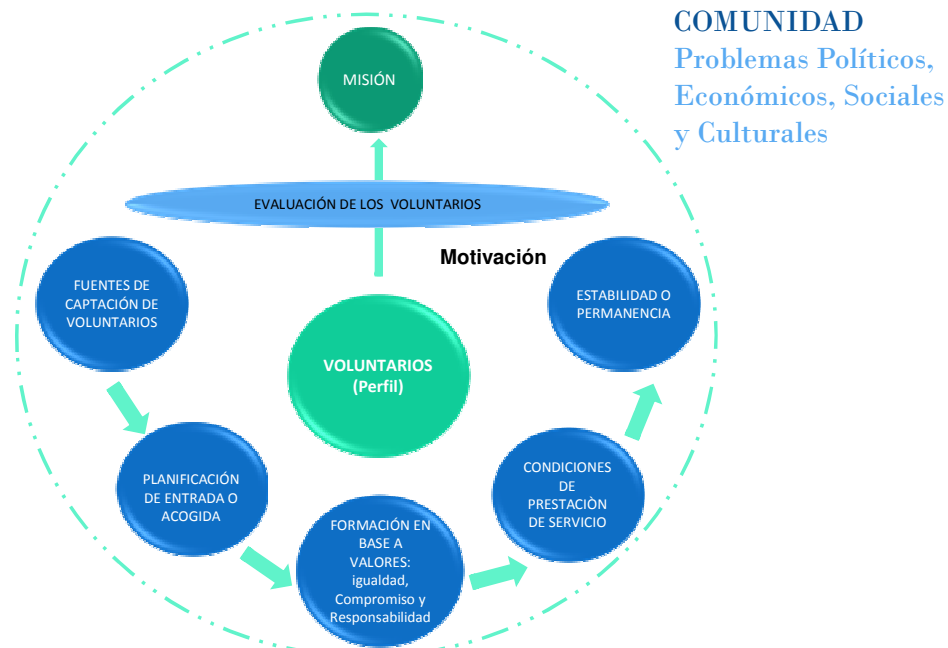 COMUNIDAD
Problemas Políticos,
Económicos, Sociales
y Culturales
MISIÓN
EVALUACIÓN DE LOS VOLUNTARIOS
Motivación
FUENTES DE
CAPTACIÓN DE
VOLUNTARIOS
ESTABILIDAD O
PERMANENCIA
VOLUNTARIOS
(Perfil)
PLANIFICACIÓN
DE ENTRADA O
ACOGIDA
CONDICIONES
DE
PRESTACIÒN
DE SERVICIO
FORMACIÓN EN
BASE A
VALORES:
igualdad,
Compromiso y
Responsabilidad